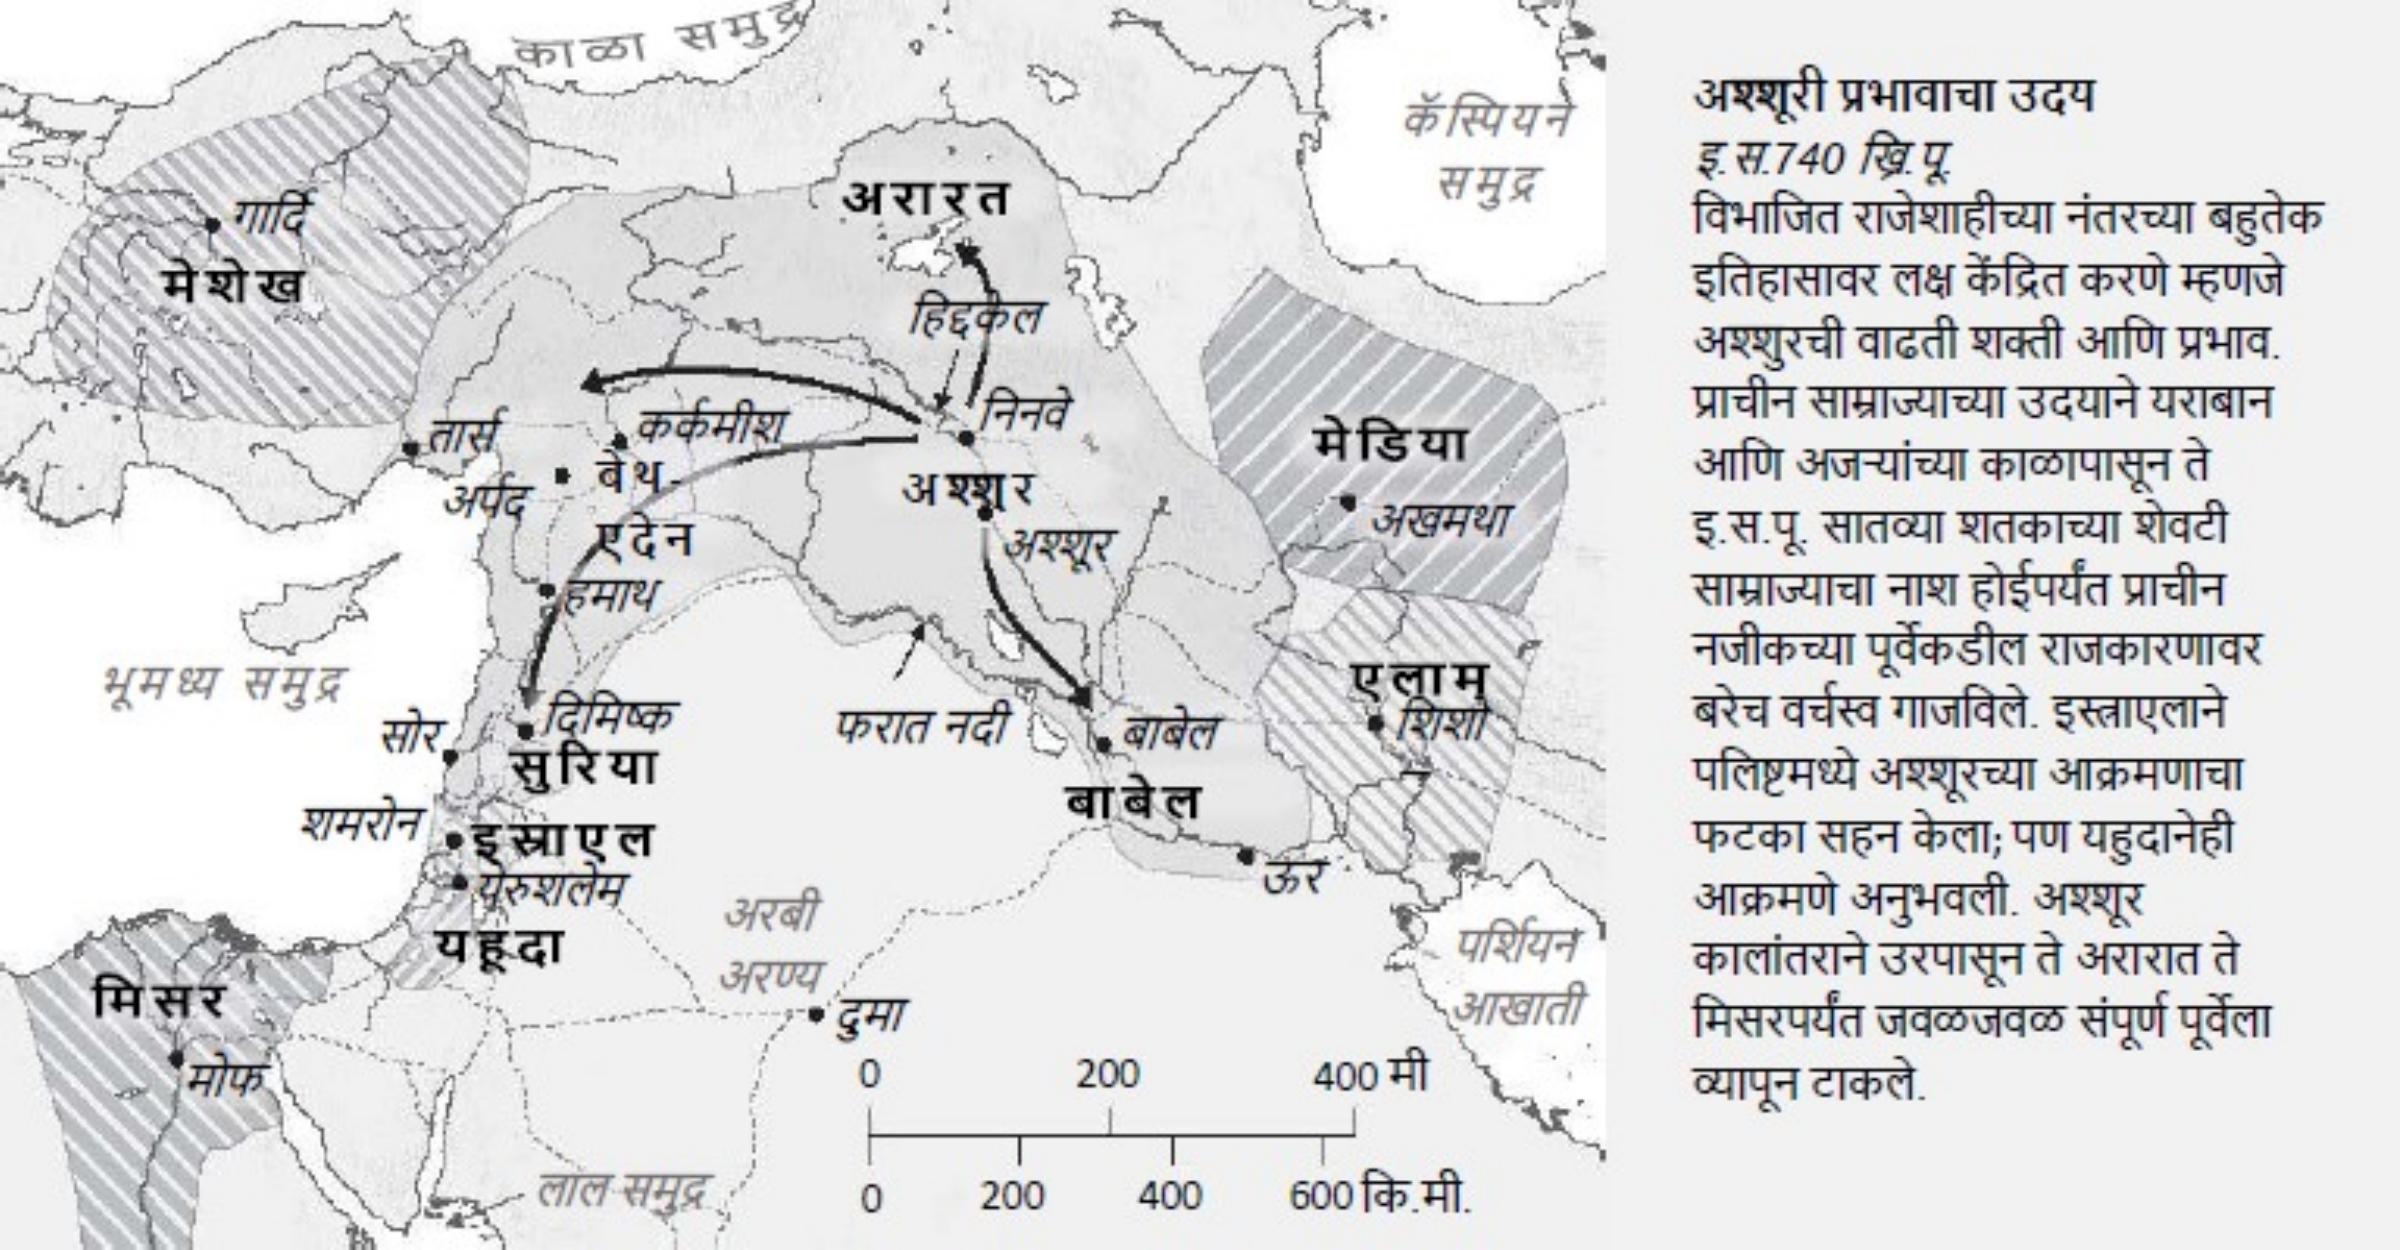 काळा समुद्र
कॅस्पियने
समुद्र
अरारत
गार्दि
मेशेख
हिद्दकेल
निनवे
कर्कमीश
तार्स
बेथ-
एदेन
अर्पद
अश्शूर
अश्शूर
हमाथ
मेडिया
अखमथा
भूमध्य समुद्र
एलाम
शिशो
सोर
दिमिष्क
सुरिया
फरात नदी
बाबेल
बाबेल
शमरोन
इस्राएल
येरुशलेम
ऊर
यहूदा
अरबी
अरण्य
पर्शियन
आखाती
मिसर
दुमा
मोफ
0 200 400 मी
0 200 400 600 कि.मी.
लाल समुद्र
अश्शूरी प्रभावाचा उदय
इ.स.740 ख्रि.पू.
विभाजित राजेशाहीच्या नंतरच्या बहुतेक
इतिहासावर लक्ष केंद्रित करणे म्हणजे
अश्शुरची वाढती शक्ती आणि प्रभाव.
प्राचीन साम्राज्याच्या उदयाने यराबान
आणि अजऱ्यांच्या काळापासून ते
इ.स.पू. सातव्या शतकाच्या शेवटी
साम्राज्याचा नाश होईपर्यंत प्राचीन
नजीकच्या पूर्वेकडील राजकारणावर
बरेच वर्चस्व गाजविले. इस्त्राएलाने
पलिष्टमध्ये अश्शूरच्या आक्रमणाचा
फटका सहन केला; पण यहुदानेही
आक्रमणे अनुभवली. अश्शूर
कालांतराने उरपासून ते अरारात ते
मिसरपर्यंत जवळजवळ संपूर्ण पूर्वेला
व्यापून टाकले.